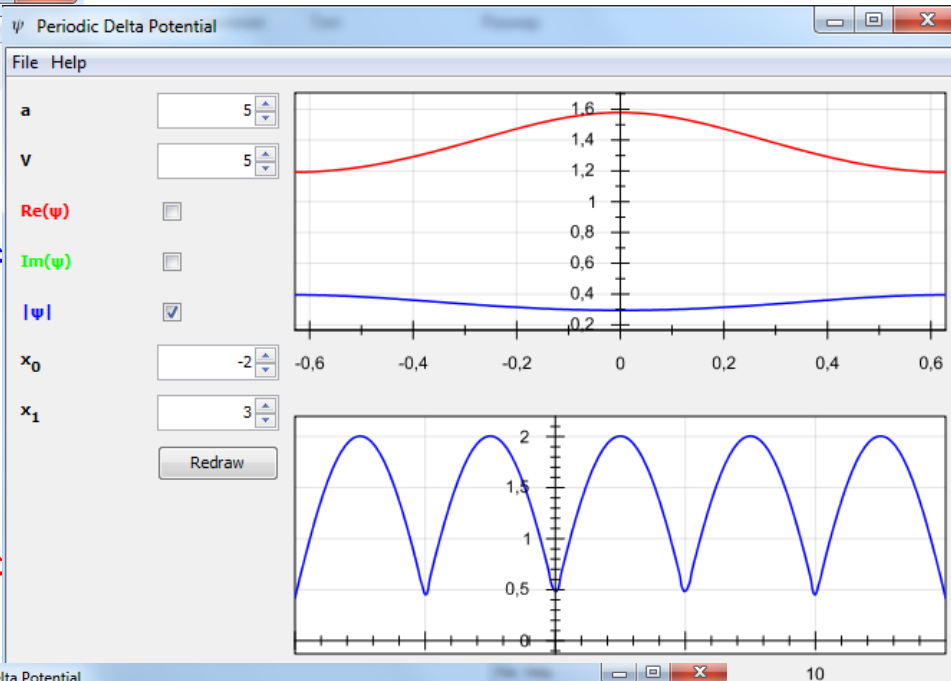 ψ Periodic Delta Potential
File Help
a 5
V 5
Re(ψ)
Im(ψ)
|ψ|
x0 -2
x1 3
Redraw
1,6
1,4
1,2
1
0,8
0,6
0,4
0,2
-0,6 -0,4 -0,2 0 0,2 0,4 0,6
2
1,5
1
0,5
0
10
lta Potential